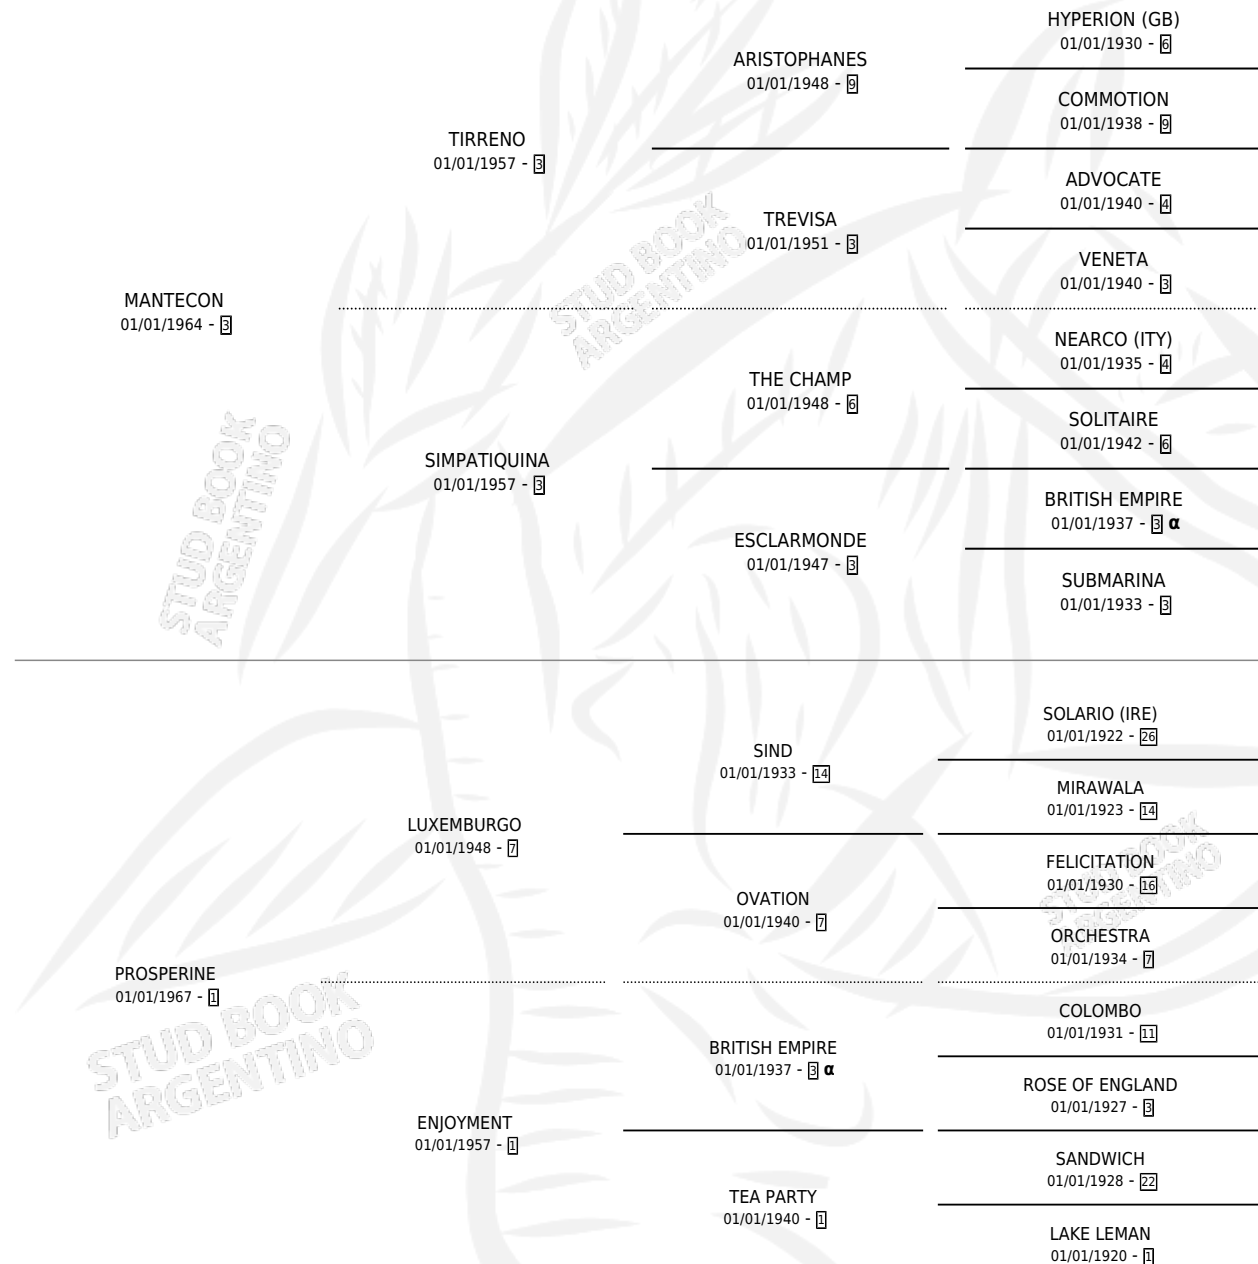 HYPERION (GB)
01/01/1930 - 6
ARISTOPHANES
01/01/1948 - 9
COMMOTION
01/01/1938 - 9
TIRRENO
01/01/1957 - 3
ADVOCATE
01/01/1940 - 4
TREVISA
01/01/1951 - 3
VENETA
01/01/1940 - 3
MANTECON
01/01/1964 - 3
NEARCO (ITY)
01/01/1935 - 4
THE CHAMP
01/01/1948 - 6
SOLITAIRE
01/01/1942 - 6
SIMPATIQUINA
01/01/1957 - 3
BRITISH EMPIRE
01/01/1937 - 3 α
ESCLARMONDE
01/01/1947 - 3
SUBMARINA
01/01/1933 - 3
STUD BOOK
ARGENTINO
STUD BOOK
ARGENTINO
SOLARIO (IRE)
01/01/1922 - 26
SIND
01/01/1933 - 14
MIRAWALA
01/01/1923 - 14
LUXEMBURGO
01/01/1948 - 7
FELICITATION
01/01/1930 - 16
OVATION
01/01/1940 - 7
ORCHESTRA
01/01/1934 - 7
PROSPERINE
01/01/1967 - 1
COLOMBO
01/01/1931 - 11
BRITISH EMPIRE
01/01/1937 - 3 α
ROSE OF ENGLAND
01/01/1927 - 3
ENJOYMENT
01/01/1957 - 1
SANDWICH
01/01/1928 - 22
TEA PARTY
01/01/1940 - 1
LAKE LEMAN
01/01/1920 - 1
STUD BOOK
ARGENTINO
STUD BOOK
ARGENTINO